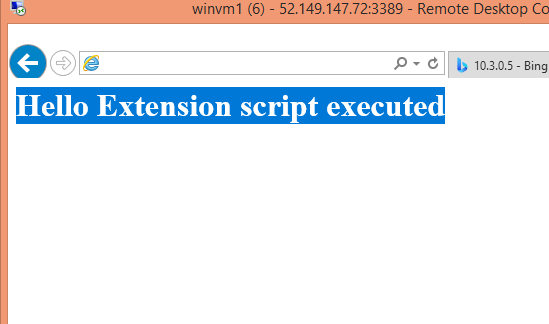 winvm1 (6) - 52.149.147.72:3389 - Remote Desktop Co
10.3.0.5 - Bing
Hello Extension script executed